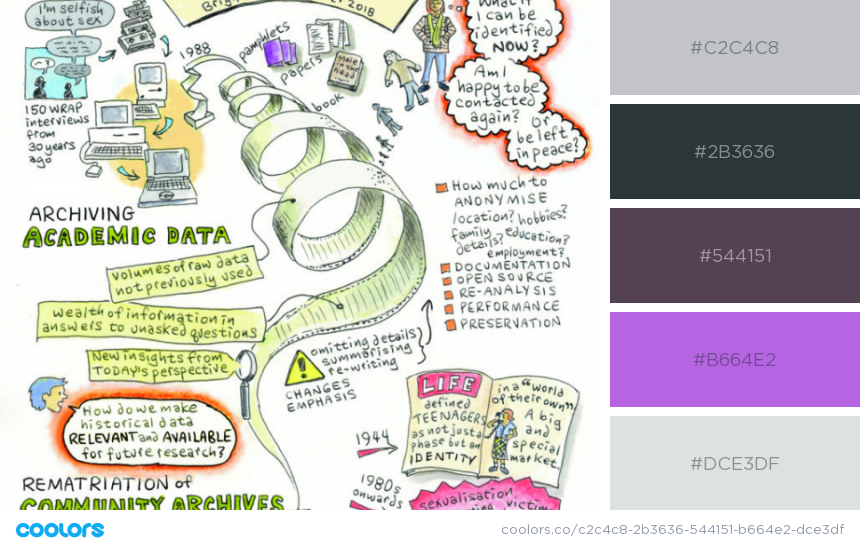 I'm selfish
about sex
2018
1988
pamphlets
papers
book
What if
I can be
identified
NOW?
Am I
happy to be
contacted
again?
Or
be left
in peace?
150 WRAP
interviews
from
30 years
ago
ARCHIVING
ACADEMIC DATA
volumes of raw data
not previously used
wealth of information in
answers to unasked questions
New insights from
TODAY's perspective
How do we make
historical data
RELEVANT and AVAILABLE
for future research?
REMATRIATION of
COMMUNITY ARCHIVES
How much to
ANONYMISE
location? hobbies?
family details? education?
employment?
DOCUMENTATION
OPEN SOURCE
RE-ANALYSIS
PERFORMANCE
PRESERVATION
omitting details
summarising
re-writing
CHANGES
EMPHASIS
LIFE
defined
TEENAGERS
as not just a
phase but an
IDENTITY
in a "world
of their own"
A big
and
special
market.
1944
1980s
onwards
sexualisation
victim
#C2C4C8
#2B3636
#544151
#B664E2
#DCE3DF
coolors
coolors.co/c2c4c8-2b3636-544151-b664e2-dce3df